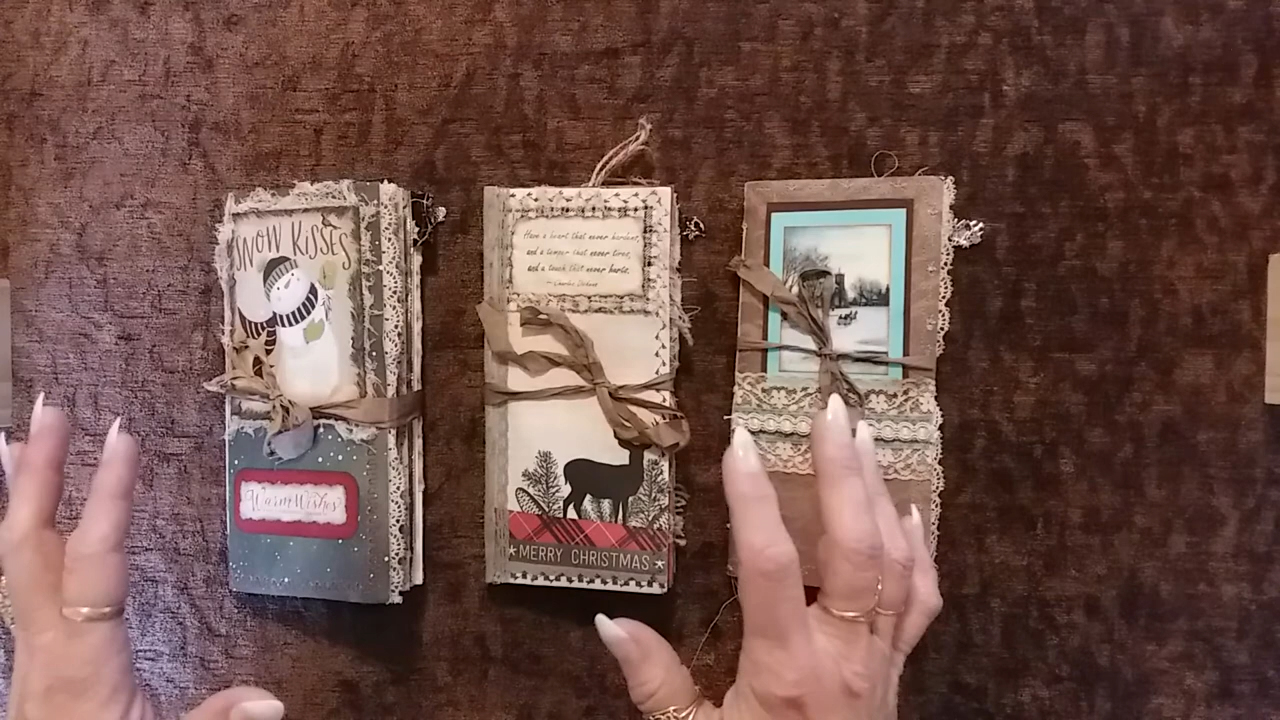 SNOW KISSES
Warm Wishes
Have a heart that never hardens,
and a temper that never tires,
and a touch that never hurts.
— Charles Dickens
★MERRY CHRISTMAS★